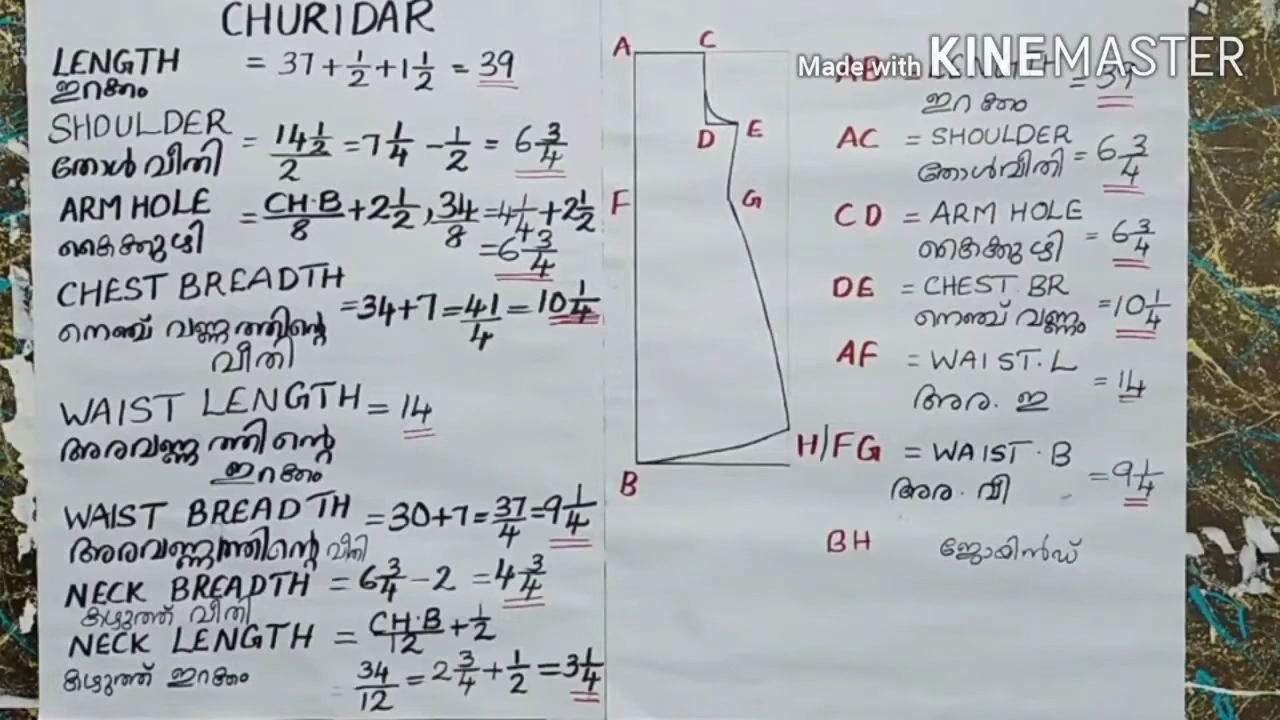 CHURIDAR
LENGTH = 37 + 1/2 + 1 1/2 = 39
ഇറക്കം
SHOULDER = 14 1/2 / 2 = 7 1/4 - 1/2 = 6 3/4
തോൾ വീതി
ARM HOLE = CH.B/8 + 2 1/2, 34/8 = 4 1/4 + 2 1/2
കൈക്കുഴി = 6 3/4
CHEST BREADTH = 34 + 7 = 41/4 = 10 1/4
നെഞ്ച് വണ്ണത്തിന്റെ
വീതി
WAIST LENGTH = 14
അരവണ്ണത്തിന്റെ
ഇറക്കം
WAIST BREADTH = 30 + 7 = 37/4 = 9 1/4
അരവണ്ണത്തിന്റെ വീതി
NECK BREADTH = 6 3/4 - 2 = 4 3/4
കഴുത്ത് വീതി
NECK LENGTH = CH.B/12 + 1/2
കഴുത്ത് ഇറക്കം = 34/12 = 2 3/4 + 1/2 = 3 1/4
A
C
D
E
F
G
B
Made with KINEMASTER
AB = 39
ഇറക്കം
AC = SHOULDER
തോൾവീതി = 6 3/4
CD = ARM HOLE
കൈക്കുഴി = 6 3/4
DE = CHEST. BR
നെഞ്ച് വണ്ണം = 10 1/4
AF = WAIST. L
അര. ഇ = 14
H/FG = WAIST. B
അര. വീ = 9 1/4
BH ജോയിൻഡ്